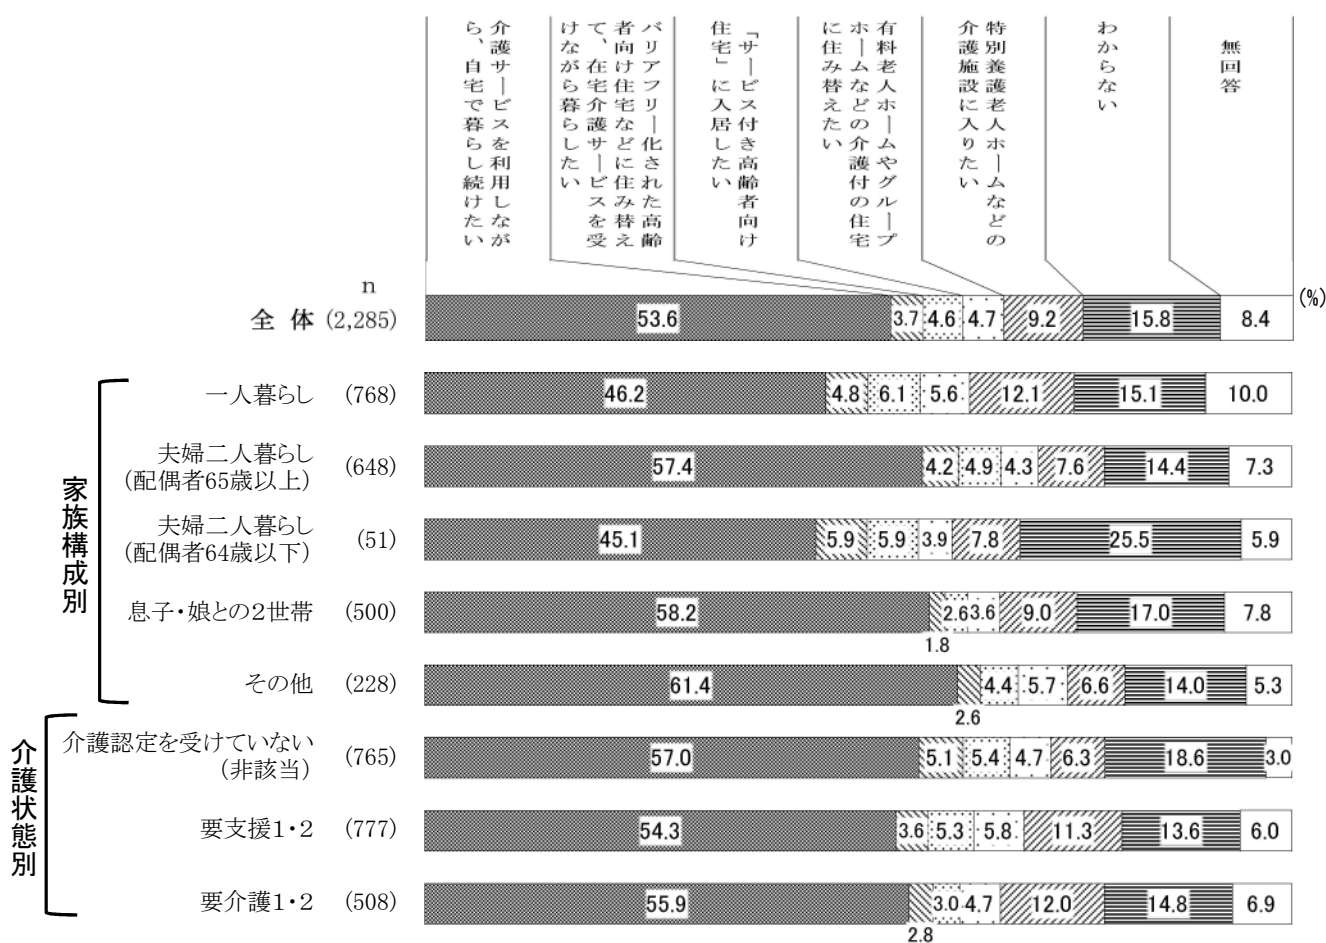 介護サービスを利用しなが
ら、自宅で暮らし続けたい
バリアフリー化された高齢
者向け住宅などに住み替え
て、在宅介護サービスを受
けながら暮らしたい
「サービス付き高齢者向け
住宅」に入居したい
有料老人ホームやグループ
ホームなどの介護付の住宅
に住み替えたい
特別養護老人ホームなどの
介護施設に入りたい
わからない
無回答
n
(%)
全 体 (2,285) 53.6 3.7 4.6 4.7 9.2 15.8 8.4
家族構成別
一人暮らし (768) 46.2 4.8 6.1 5.6 12.1 15.1 10.0
夫婦二人暮らし
(配偶者65歳以上) (648) 57.4 4.2 4.9 4.3 7.6 14.4 7.3
夫婦二人暮らし
(配偶者64歳以下) (51) 45.1 5.9 5.9 3.9 7.8 25.5 5.9
息子・娘との2世帯 (500) 58.2 2.6 3.6 9.0 17.0 7.8
1.8
その他 (228) 61.4 4.4 5.7 6.6 14.0 5.3
2.6
介護状態別
介護認定を受けていない
(非該当) (765) 57.0 5.1 5.4 4.7 6.3 18.6 3.0
要支援1・2 (777) 54.3 3.6 5.3 5.8 11.3 13.6 6.0
要介護1・2 (508) 55.9 3.0 4.7 12.0 14.8 6.9
2.8